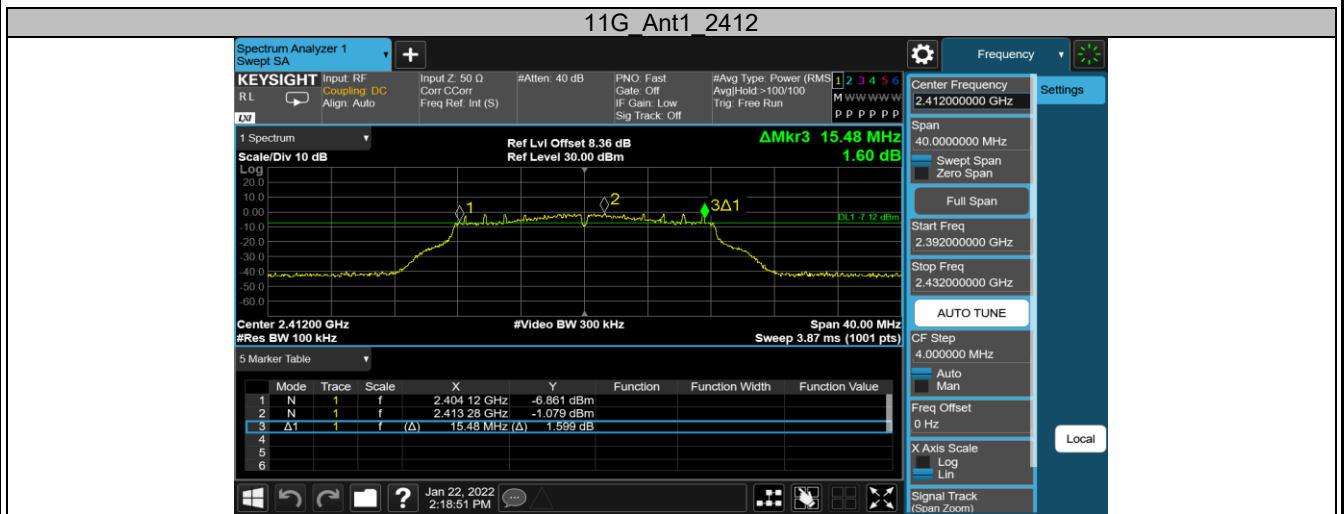 11G_Ant1_2412
Spectrum Analyzer 1
Swept SA
Frequency
KEYSIGHT
RL
LXI
Input: RF
Coupling: DC
Align: Auto
Input Z: 50 Ω
Corr CCorr
Freq Ref: Int (S)
#Atten: 40 dB
PNO: Fast
Gate: Off
IF Gain: Low
Sig Track: Off
#Avg Type: Power (RMS
Avg|Hold:>100/100
Trig: Free Run
1 2 3 4 5 6
M W W W W W
P P P P P P
1 Spectrum
Scale/Div 10 dB
Ref Lvl Offset 8.36 dB
Ref Level 30.00 dBm
ΔMkr3 15.48 MHz
1.60 dB
Log
20.0
10.0
0.00
-10.0
-20.0
-30.0
-40.0
-50.0
-60.0
1
2
3Δ1
DL1 -7.12 dBm
Center 2.41200 GHz
#Res BW 100 kHz
#Video BW 300 kHz
Span 40.00 MHz
Sweep 3.87 ms (1001 pts)
5 Marker Table
Mode Trace Scale X Y Function Function Width Function Value
1 N 1 f 2.404 12 GHz -6.861 dBm
2 N 1 f 2.413 28 GHz -1.079 dBm
3 Δ1 1 f (Δ) 15.48 MHz (Δ) 1.599 dB
4
5
6
Jan 22, 2022
2:18:51 PM
Center Frequency
2.412000000 GHz
Settings
Span
40.0000000 MHz
Swept Span
Zero Span
Full Span
Start Freq
2.392000000 GHz
Stop Freq
2.432000000 GHz
AUTO TUNE
CF Step
4.000000 MHz
Auto
Man
Freq Offset
0 Hz
X Axis Scale
Log
Lin
Local
Signal Track
(Span Zoom)